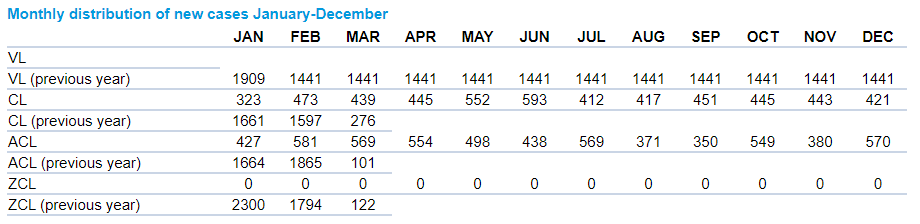 Monthly distribution of new cases January-December
JAN FEB MAR APR MAY JUN JUL AUG SEP OCT NOV DEC
VL
VL (previous year) 1909 1441 1441 1441 1441 1441 1441 1441 1441 1441 1441 1441
CL 323 473 439 445 552 593 412 417 451 445 443 421
CL (previous year) 1661 1597 276
ACL 427 581 569 554 498 438 569 371 350 549 380 570
ACL (previous year) 1664 1865 101
ZCL 0 0 0 0 0 0 0 0 0 0 0 0
ZCL (previous year) 2300 1794 122